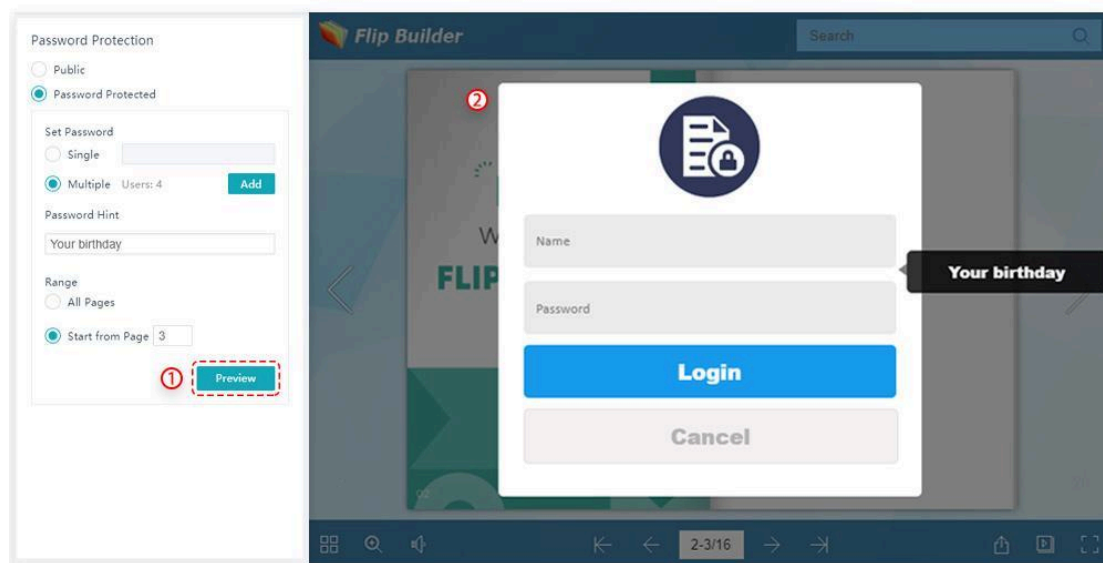 Password Protection
Public
Password Protected
Set Password
Single
Multiple Users: 4 Add
Password Hint
Your birthday
Range
All Pages
Start from Page 3
① Preview
Flip Builder
Search
②
W
FLIP
Name
Password
Your birthday
Login
Cancel
02
2-3/16